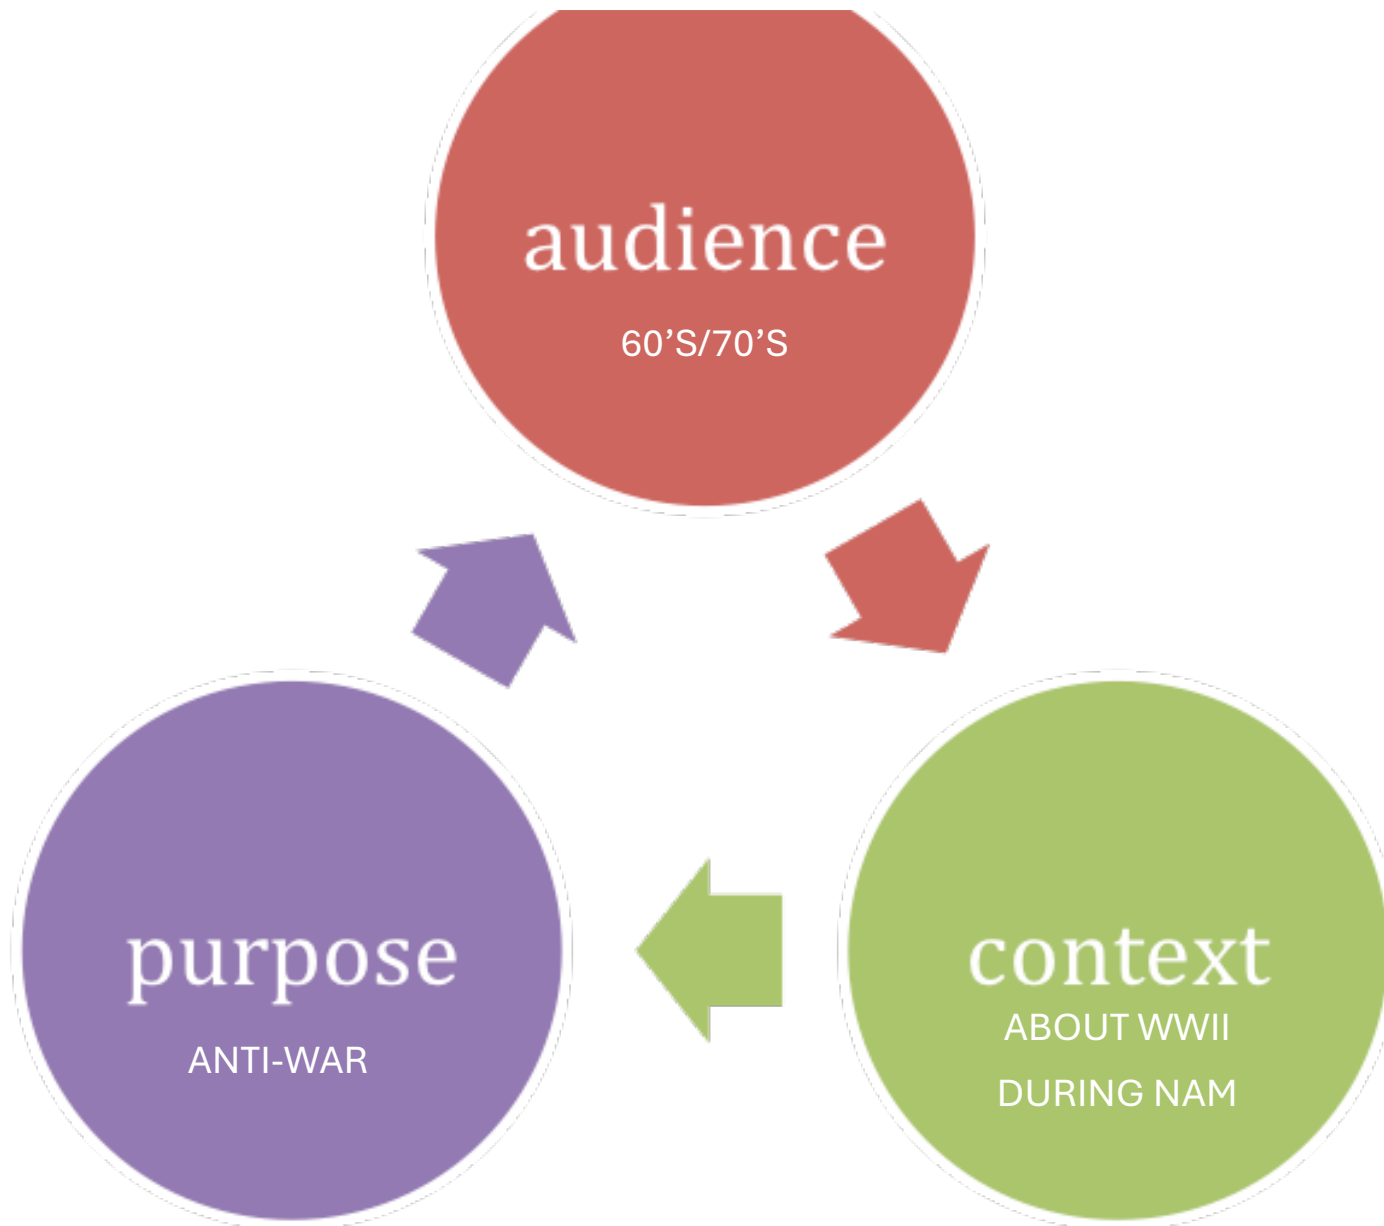 audience
60’S/70’S
purpose
ANTI-WAR
context
ABOUT WWII
DURING NAM